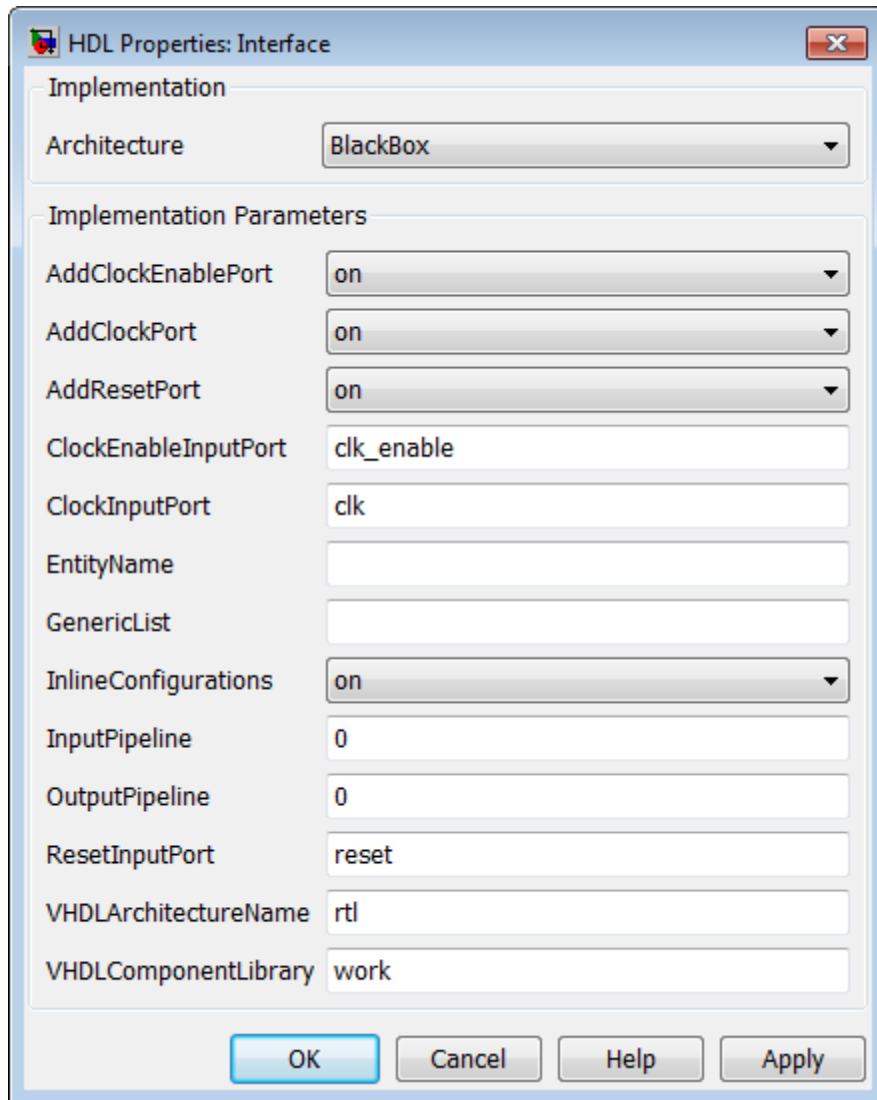 HDL Properties: Interface
Implementation
Architecture BlackBox
Implementation Parameters
AddClockEnablePort on
AddClockPort on
AddResetPort on
ClockEnableInputPort clk_enable
ClockInputPort clk
EntityName
GenericList
InlineConfigurations on
InputPipeline 0
OutputPipeline 0
ResetInputPort reset
VHDLArchitectureName rtl
VHDLComponentLibrary work
OK Cancel Help Apply